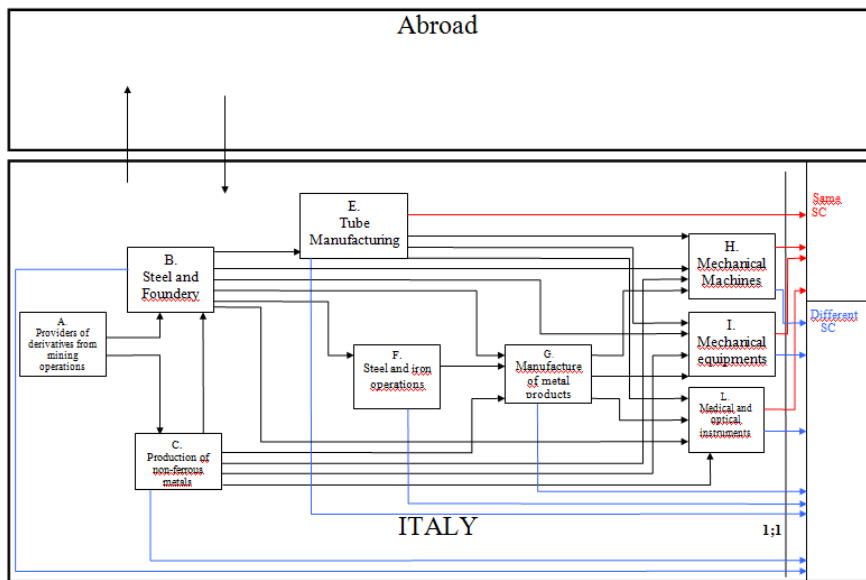 Abroad
Same
SC
E.
Tube
Manufacturing
B.
Steel and
Foundery
H.
Mechanical
Machines
A.
Providers of
derivatives from
mining
operations
Different
SC
I.
Mechanical
equipments
F.
Steel and iron
operations
G.
Manufacture
of metal
products
L.
Medical and
optical
instruments
C.
Production of
non-ferrous
metals
ITALY
1;1